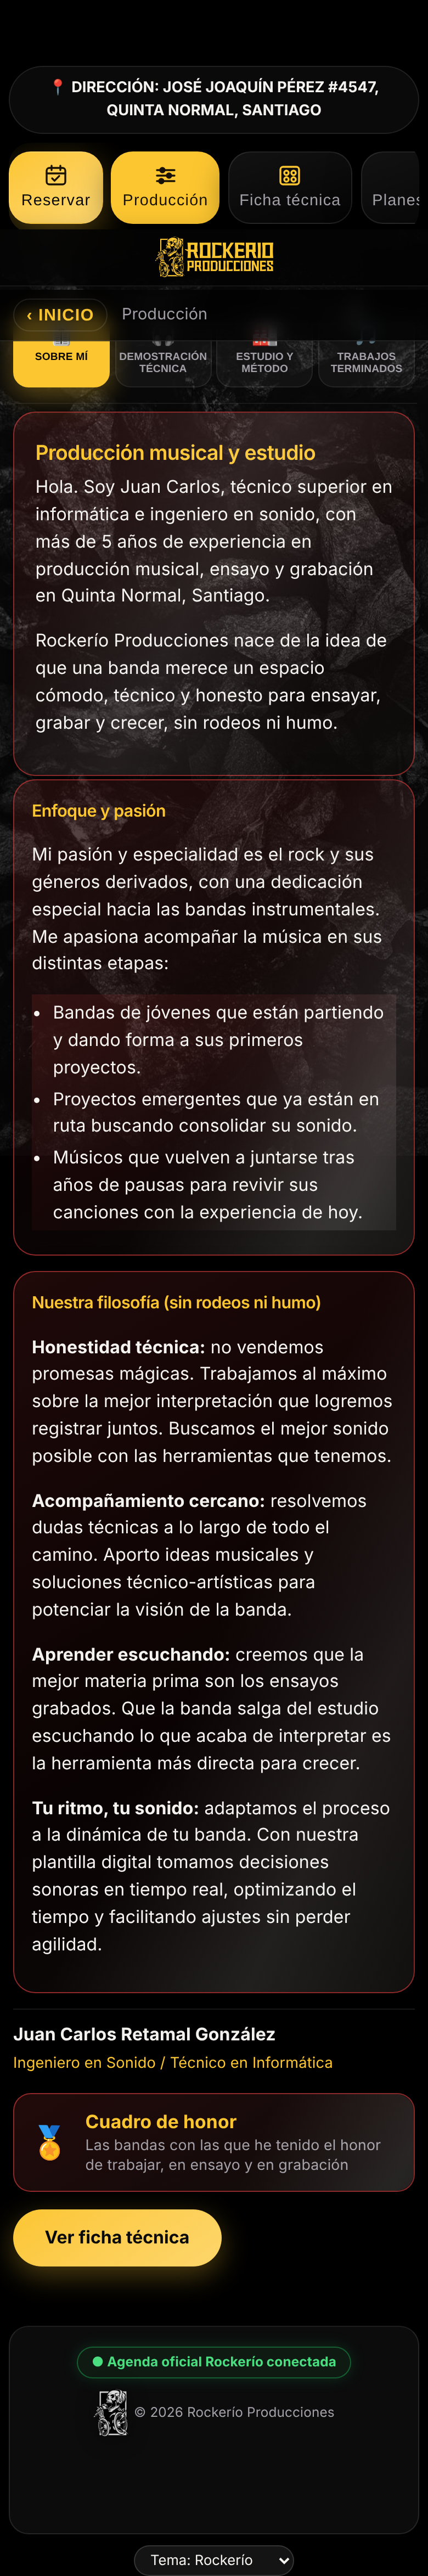 📍 DIRECCIÓN: JOSÉ JOAQUÍN PÉREZ #4547,
QUINTA NORMAL, SANTIAGO
Reservar
Producción
Ficha técnica
Planes
ROCKERIO
PRODUCCIONES
‹ INICIO
Producción
SOBRE MÍ
DEMOSTRACIÓN
TÉCNICA
ESTUDIO Y
MÉTODO
TRABAJOS
TERMINADOS
Producción musical y estudio
Hola. Soy Juan Carlos, técnico superior en
informática e ingeniero en sonido, con
más de 5 años de experiencia en
producción musical, ensayo y grabación
en Quinta Normal, Santiago.
Rockerío Producciones nace de la idea de
que una banda merece un espacio
cómodo, técnico y honesto para ensayar,
grabar y crecer, sin rodeos ni humo.
Enfoque y pasión
Mi pasión y especialidad es el rock y sus
géneros derivados, con una dedicación
especial hacia las bandas instrumentales.
Me apasiona acompañar la música en sus
distintas etapas:
• Bandas de jóvenes que están partiendo
y dando forma a sus primeros
proyectos.
• Proyectos emergentes que ya están en
ruta buscando consolidar su sonido.
• Músicos que vuelven a juntarse tras
años de pausas para revivir sus
canciones con la experiencia de hoy.
Nuestra filosofía (sin rodeos ni humo)
Honestidad técnica: no vendemos
promesas mágicas. Trabajamos al máximo
sobre la mejor interpretación que logremos
registrar juntos. Buscamos el mejor sonido
posible con las herramientas que tenemos.
Acompañamiento cercano: resolvemos
dudas técnicas a lo largo de todo el
camino. Aporto ideas musicales y
soluciones técnico-artísticas para
potenciar la visión de la banda.
Aprender escuchando: creemos que la
mejor materia prima son los ensayos
grabados. Que la banda salga del estudio
escuchando lo que acaba de interpretar es
la herramienta más directa para crecer.
Tu ritmo, tu sonido: adaptamos el proceso
a la dinámica de tu banda. Con nuestra
plantilla digital tomamos decisiones
sonoras en tiempo real, optimizando el
tiempo y facilitando ajustes sin perder
agilidad.
Juan Carlos Retamal González
Ingeniero en Sonido / Técnico en Informática
Cuadro de honor
Las bandas con las que he tenido el honor
de trabajar, en ensayo y en grabación
Ver ficha técnica
● Agenda oficial Rockerío conectada
© 2026 Rockerío Producciones
Tema: Rockerío